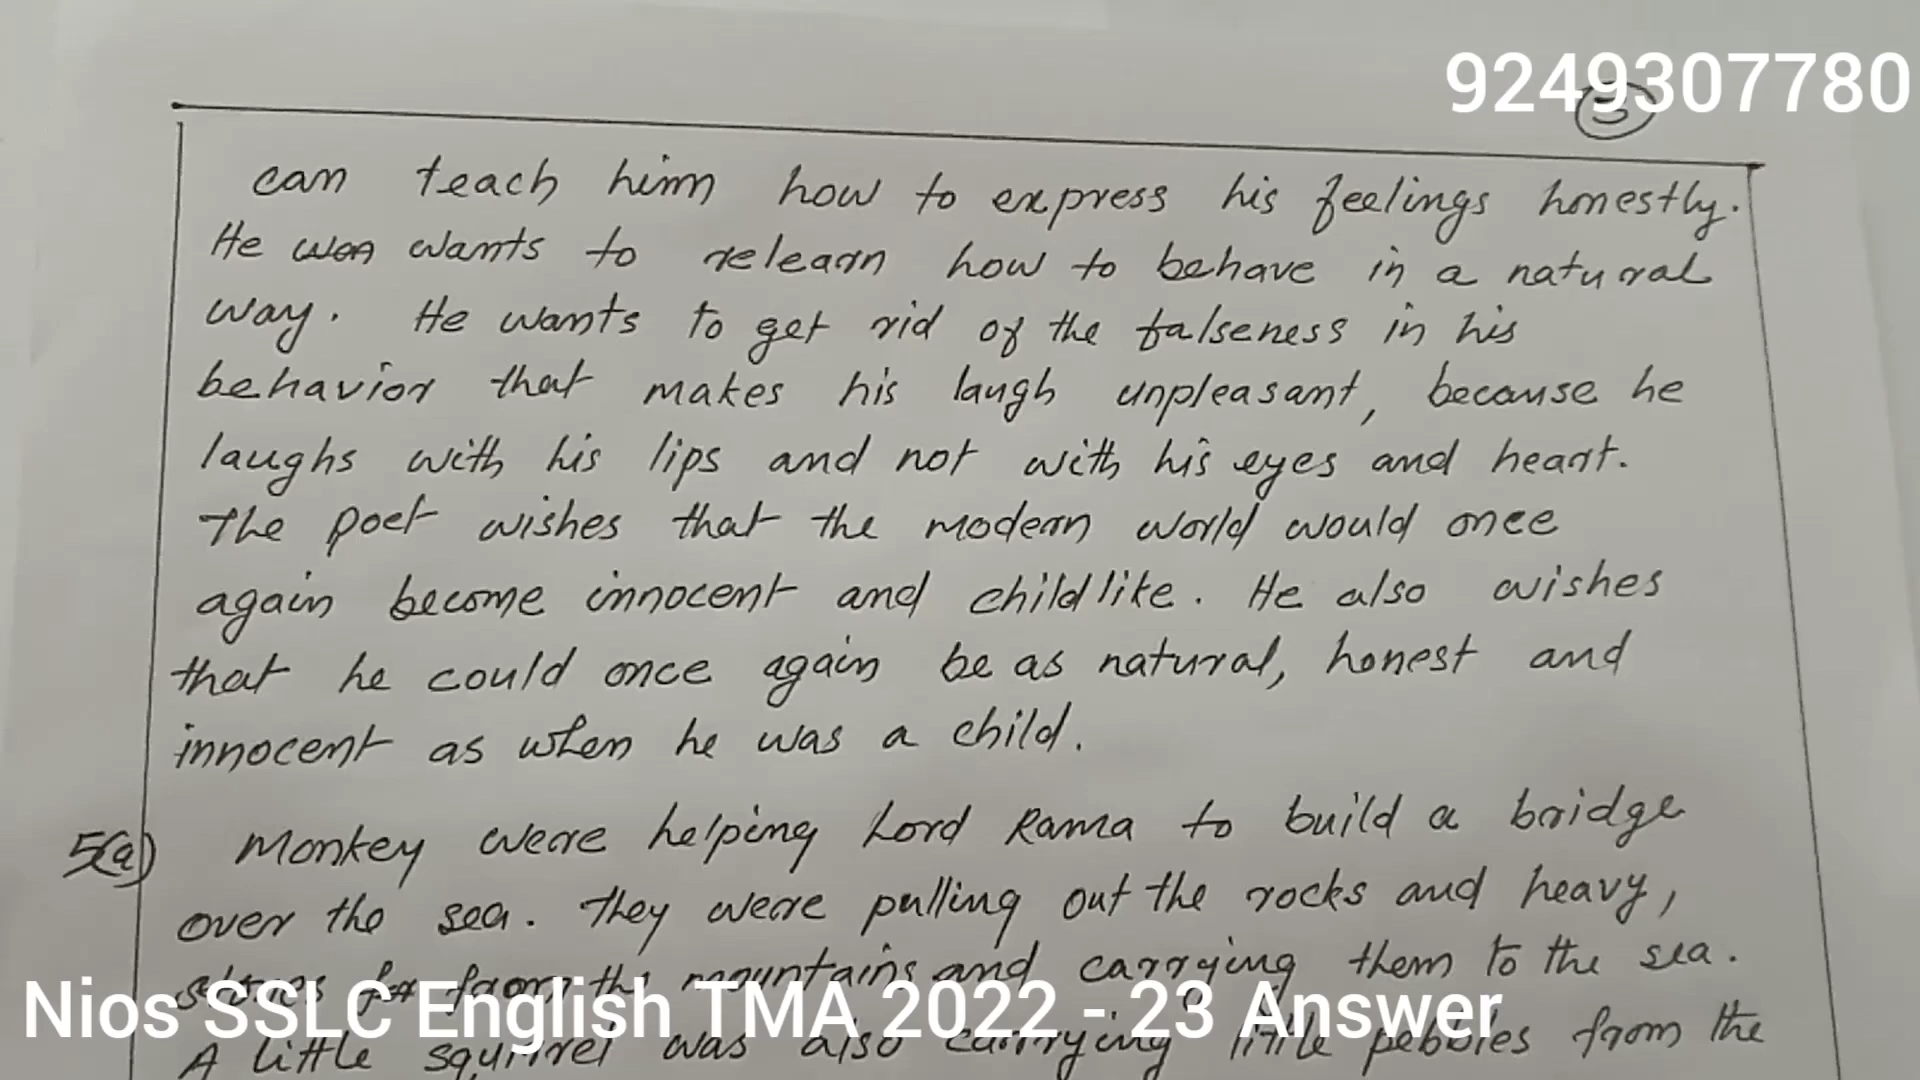 9249307780
3
can teach him how to express his feelings honestly.
He won wants to relearn how to behave in a natural
way. He wants to get rid of the falseness in his
behavior that makes his laugh unpleasant, because he
laughs with his lips and not with his eyes and heart.
The poet wishes that the modern world would once
again become innocent and childlike. He also wishes
that he could once again be as natural, honest and
innocent as when he was a child.
5(a) Monkey were helping Lord Rama to build a bridge
over the sea. They were pulling out the rocks and heavy,
stones for from the mountains and carrying them to the sea.
Nios SSLC English TMA 2022 - 23 Answer
A little squirrel was also carrying little pebbles from the